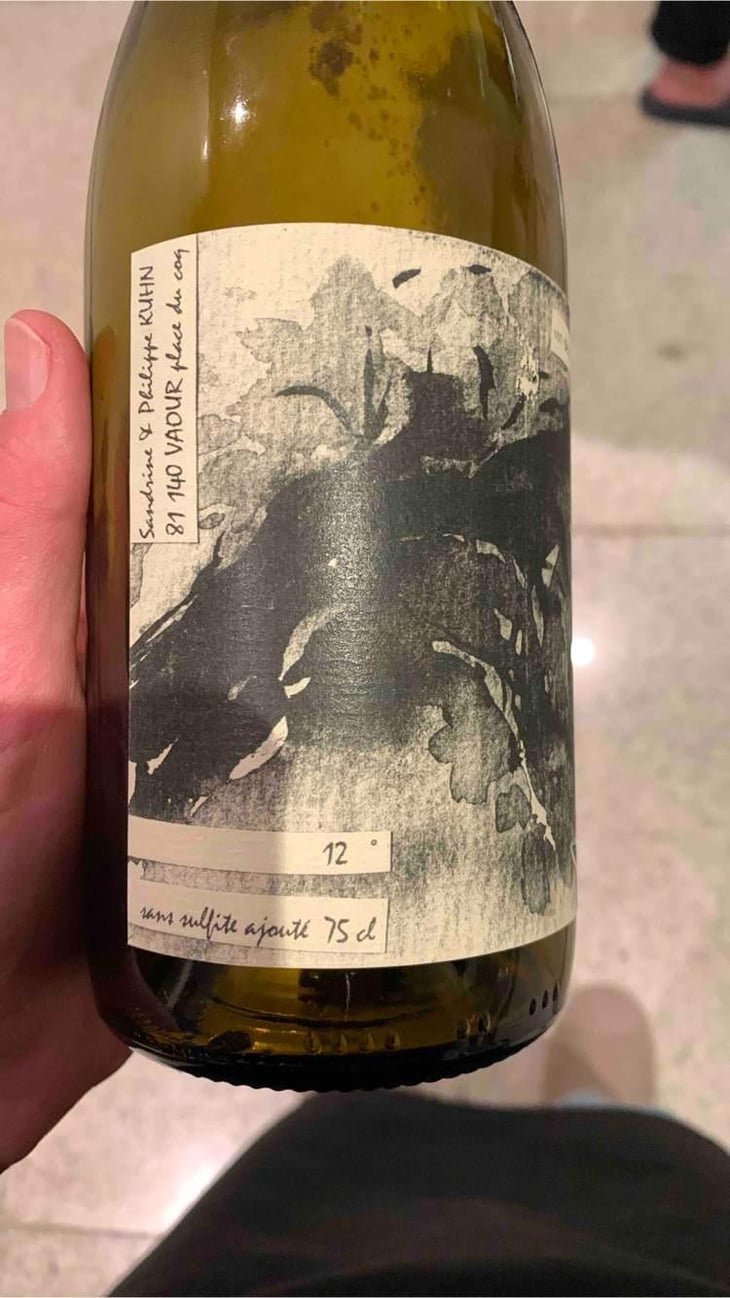 Sandrine & Philippe KUHN
81 140 VAOUR place du coq
12 °
sans sulfite ajouté 75 cl